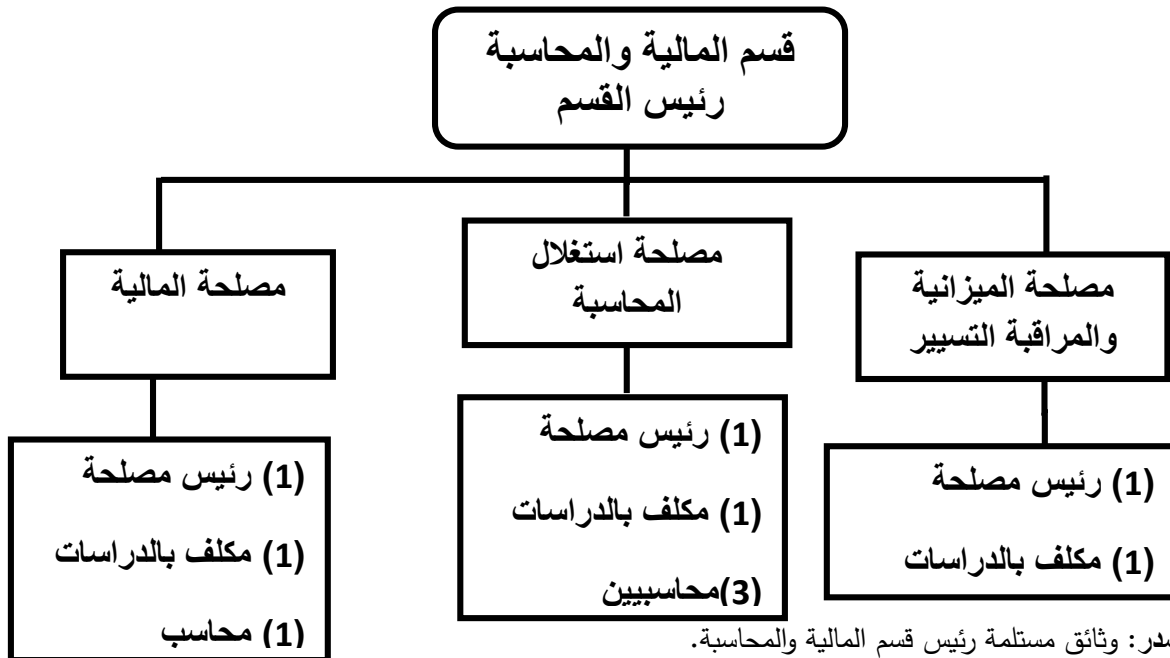 قسم المالية والمحاسبة
رئيس القسم
مصلحة الميزانية
والمراقبة التسيير
مصلحة استغلال
المحاسبة
مصلحة المالية
(1) رئيس مصلحة
(1) مكلف بالدراسات
(1) رئيس مصلحة
(1) مكلف بالدراسات
(3)محاسبيين
(1) رئيس مصلحة
(1) مكلف بالدراسات
(1) محاسب
وثائق مستلمة رئيس قسم المالية والمحاسبة.